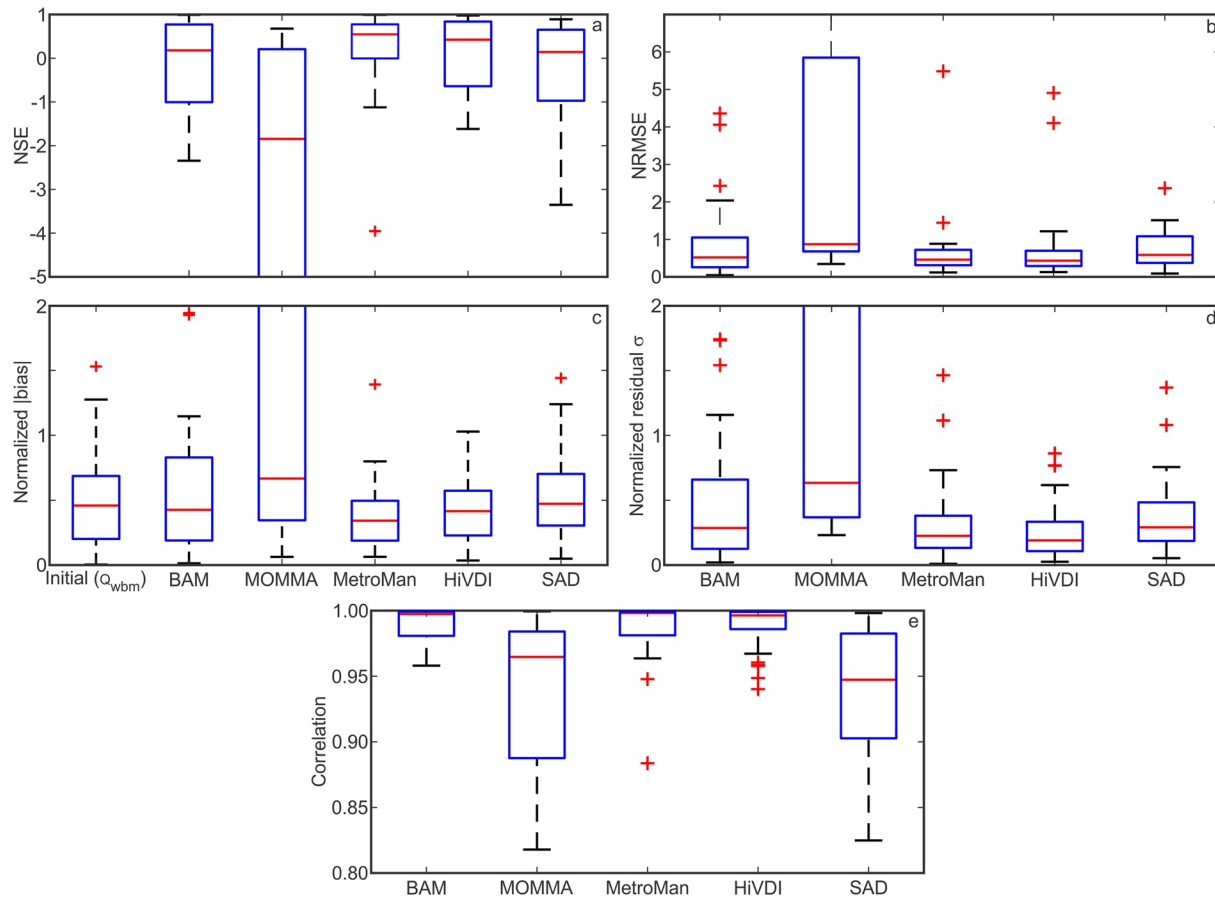 a
NSE
1
0
-1
-2
-3
-4
-5
b
NRMSE
6
5
4
3
2
1
0
c
Normalized |bias|
2
1
0
Initial (Qwbm) BAM MOMMA MetroMan HiVDI SAD
d
Normalized residual σ
2
1
0
BAM MOMMA MetroMan HiVDI SAD
e
Correlation
1.00
0.95
0.90
0.85
0.80
BAM MOMMA MetroMan HiVDI SAD